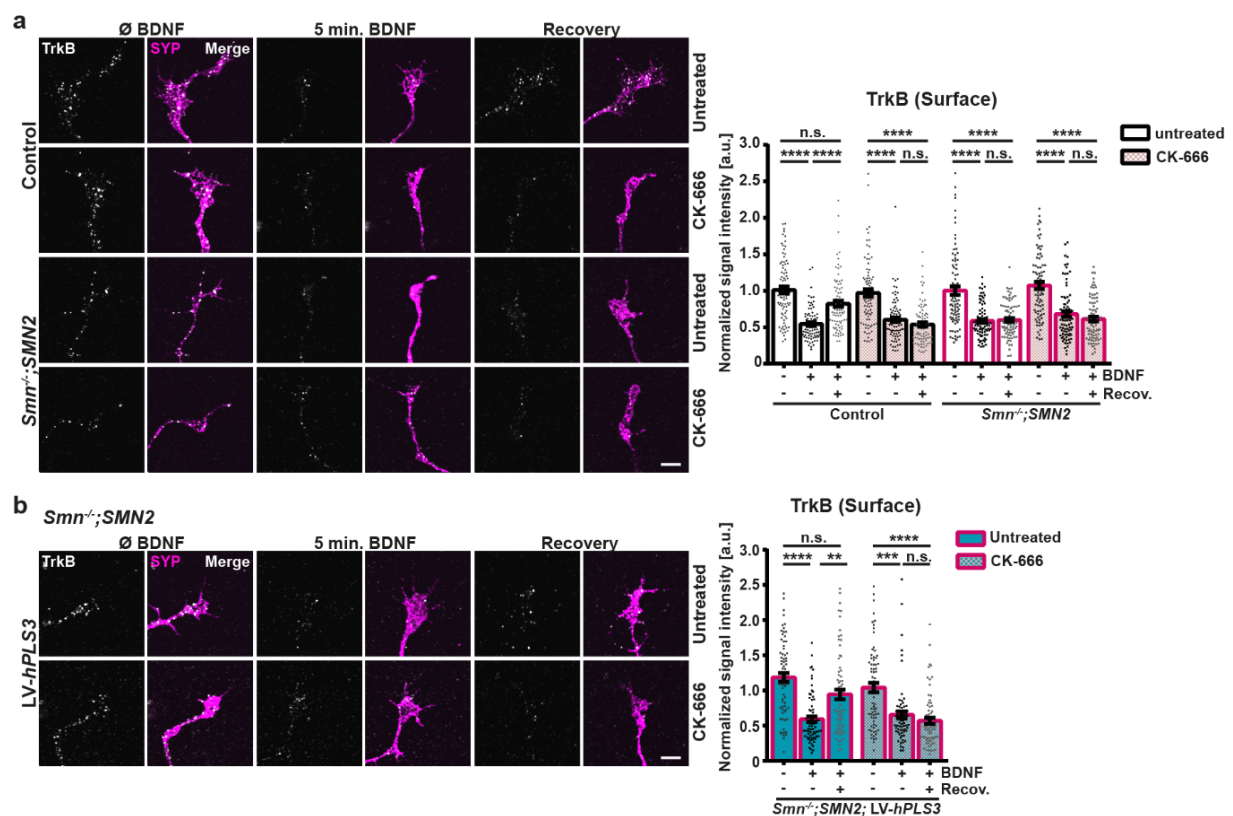 a
Ø BDNF 5 min. BDNF Recovery
TrkB SYP Merge
Control
Untreated
CK-666
Smn-/-;SMN2
Untreated
CK-666
TrkB (Surface)
untreated
CK-666
Normalized signal intensity [a.u.]
3.0
2.5
2.0
1.5
1.0
0.5
0
n.s. **** **** ****
**** **** **** n.s. **** n.s. **** n.s.
- + + - + + - + + - + + BDNF
+ + + + Recov.
Control Smn-/-;SMN2
b
Smn-/-;SMN2
Ø BDNF 5 min. BDNF Recovery
TrkB SYP Merge
LV-hPLS3
Untreated
CK-666
TrkB (Surface)
Untreated
CK-666
Normalized signal intensity [a.u.]
3.0
2.5
2.0
1.5
1.0
0.5
0
n.s. ****
**** ** *** n.s.
- + + - + + BDNF
+ + Recov.
Smn-/-;SMN2; LV-hPLS3